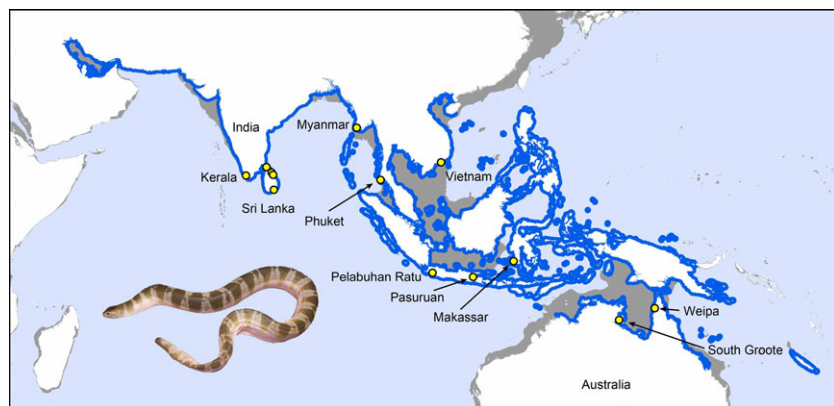 India
Myanmar
Kerala
Sri Lanka
Vietnam
Phuket
Pelabuhan Ratu
Pasuruan
Makassar
Weipa
South Groote
Australia